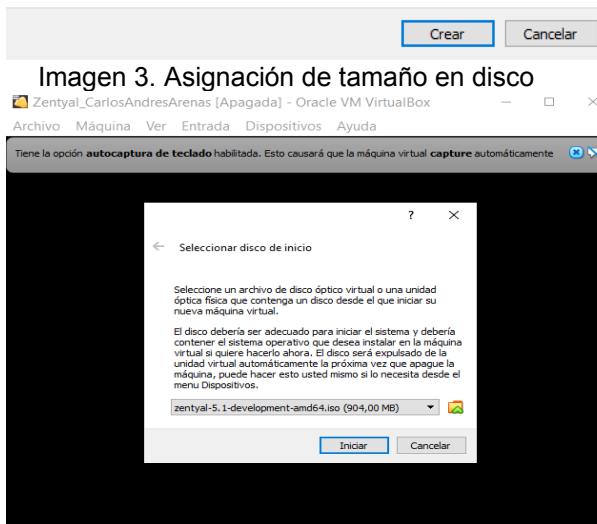 Crear Cancelar
Imagen 3. Asignación de tamaño en disco
Zentyal_CarlosAndresArenas [Apagada] - Oracle VM VirtualBox
Archivo Máquina Ver Entrada Dispositivos Ayuda
Tiene la opción autocaptura de teclado habilitada. Esto causará que la máquina virtual capture automáticamente
Seleccionar disco de inicio
Seleccione un archivo de disco óptico virtual o una unidad
óptica física que contenga un disco desde el que iniciar su
nueva máquina virtual.
El disco debería ser adecuado para iniciar el sistema y debería
contener el sistema operativo que desea instalar en la máquina
virtual si quiere hacerlo ahora. El disco será expulsado de la
unidad virtual automáticamente la próxima vez que apague la
máquina, puede hacer esto usted mismo si lo necesita desde el
menu Dispositivos.
zentyal-5.1-development-amd64.iso (904,00 MB)
Iniciar Cancelar